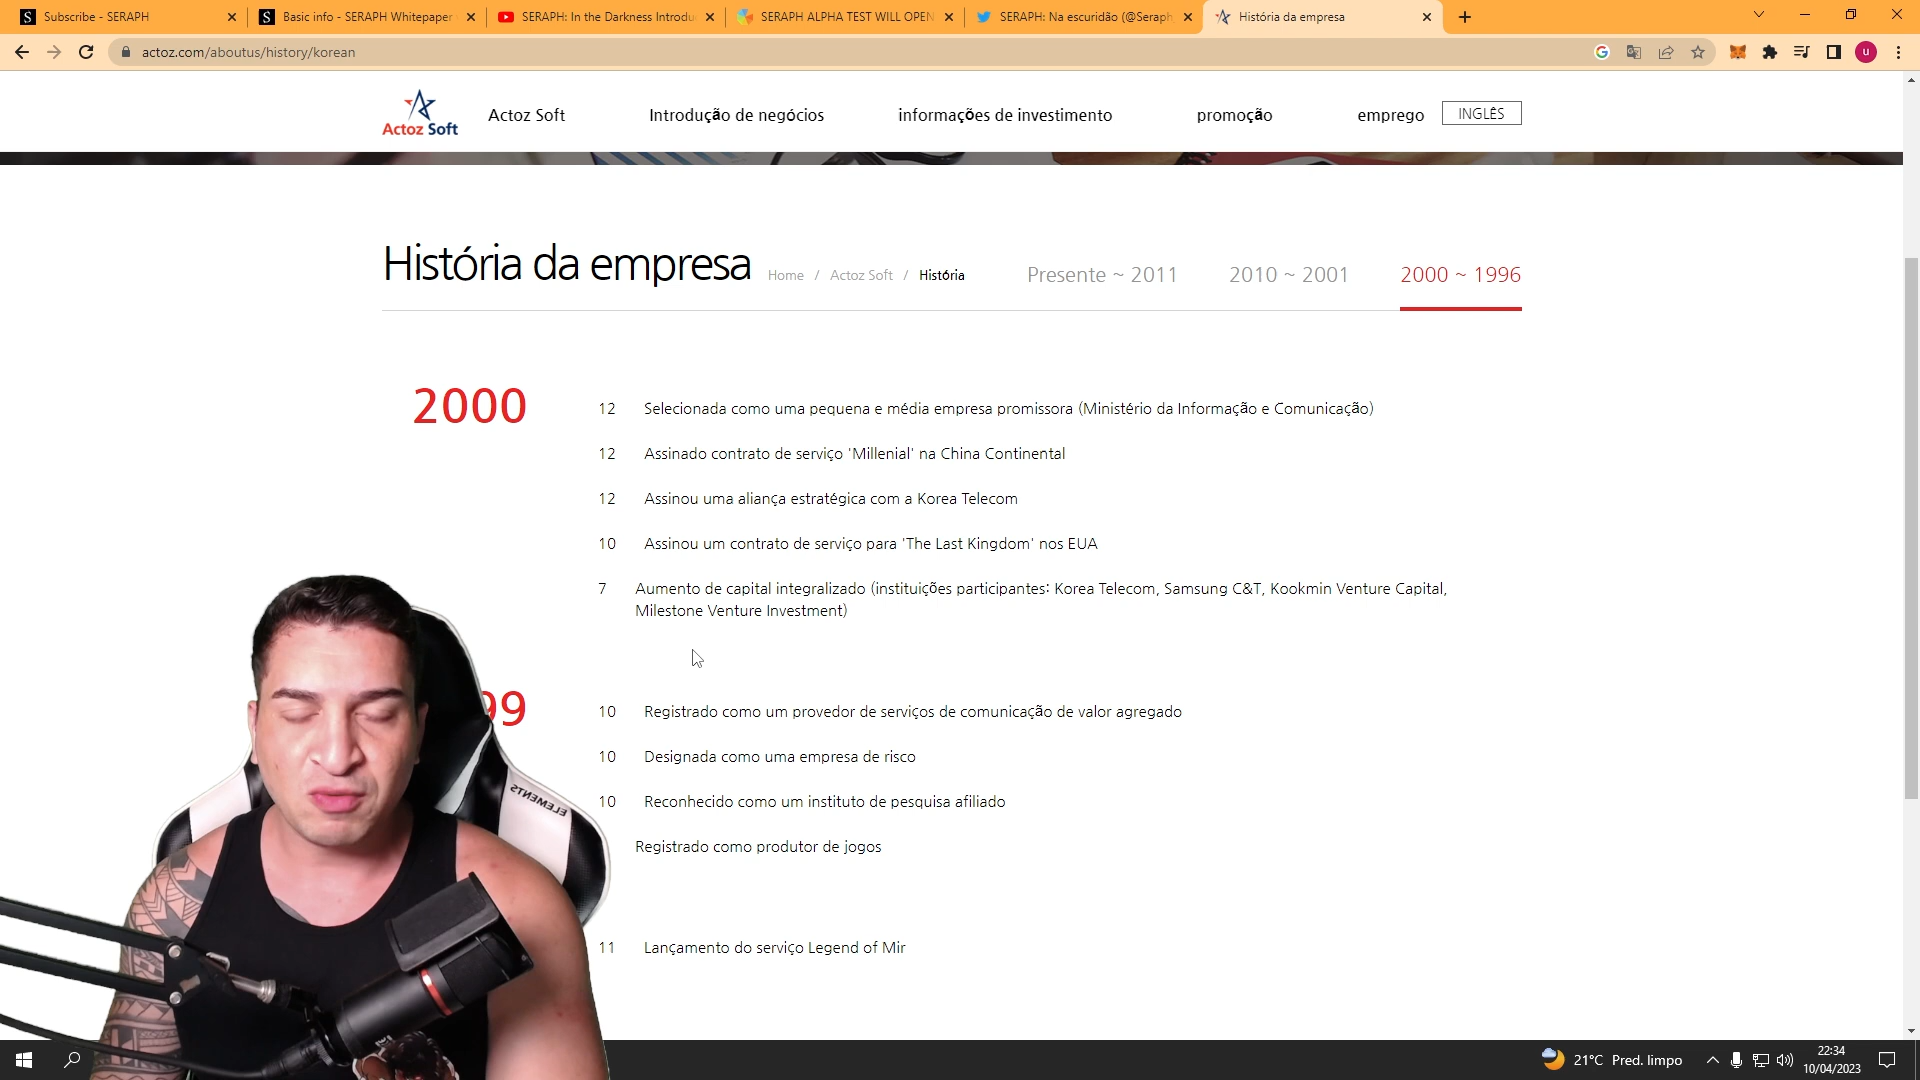 Subscribe - SERAPH
Basic info - SERAPH Whitepaper
SERAPH: In the Darkness Introdu
SERAPH ALPHA TEST WILL OPEN
SERAPH: Na escuridão (@Seraph
História da empresa
actoz.com/aboutus/history/korean
u
Actoz Soft
Actoz Soft
Introdução de negócios
informações de investimento
promoção
emprego
INGLÊS
História da empresa
Home / Actoz Soft / História
Presente ~ 2011
2010 ~ 2001
2000 ~ 1996
2000
12 Selecionada como uma pequena e média empresa promissora (Ministério da Informação e Comunicação)
12 Assinado contrato de serviço 'Millenial' na China Continental
12 Assinou uma aliança estratégica com a Korea Telecom
10 Assinou um contrato de serviço para 'The Last Kingdom' nos EUA
7 Aumento de capital integralizado (instituições participantes: Korea Telecom, Samsung C&T, Kookmin Venture Capital,
Milestone Venture Investment)
99
10 Registrado como um provedor de serviços de comunicação de valor agregado
10 Designada como uma empresa de risco
10 Reconhecido como um instituto de pesquisa afiliado
Registrado como produtor de jogos
11 Lançamento do serviço Legend of Mir
ELEMENTS
21°C Pred. limpo
22:34
10/04/2023